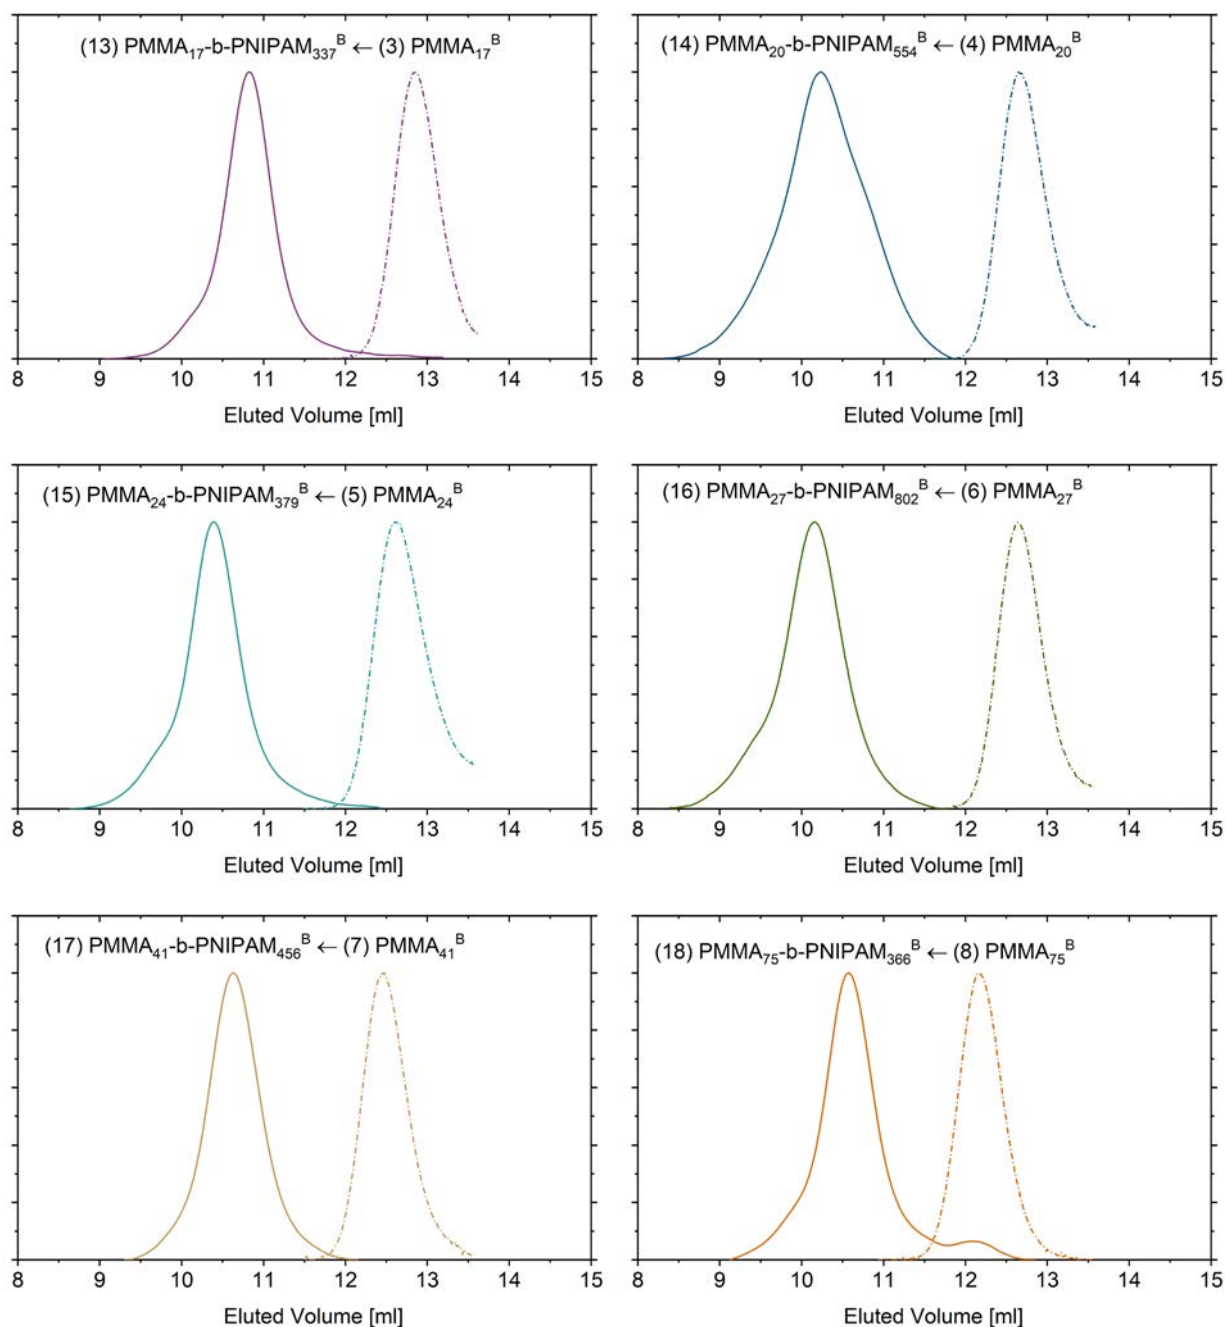 (13) PMMA₁₇-b-PNIPAM₃₃₇ᴮ ← (3) PMMA₁₇ᴮ
8 9 10 11 12 13 14 15
Eluted Volume [ml]
(14) PMMA₂₀-b-PNIPAM₅₅₄ᴮ ← (4) PMMA₂₀ᴮ
8 9 10 11 12 13 14 15
Eluted Volume [ml]
(15) PMMA₂₄-b-PNIPAM₃₇₉ᴮ ← (5) PMMA₂₄ᴮ
8 9 10 11 12 13 14 15
Eluted Volume [ml]
(16) PMMA₂₇-b-PNIPAM₈₀₂ᴮ ← (6) PMMA₂₇ᴮ
8 9 10 11 12 13 14 15
Eluted Volume [ml]
(17) PMMA₄₁-b-PNIPAM₄₅₆ᴮ ← (7) PMMA₄₁ᴮ
8 9 10 11 12 13 14 15
Eluted Volume [ml]
(18) PMMA₇₅-b-PNIPAM₃₆₆ᴮ ← (8) PMMA₇₅ᴮ
8 9 10 11 12 13 14 15
Eluted Volume [ml]